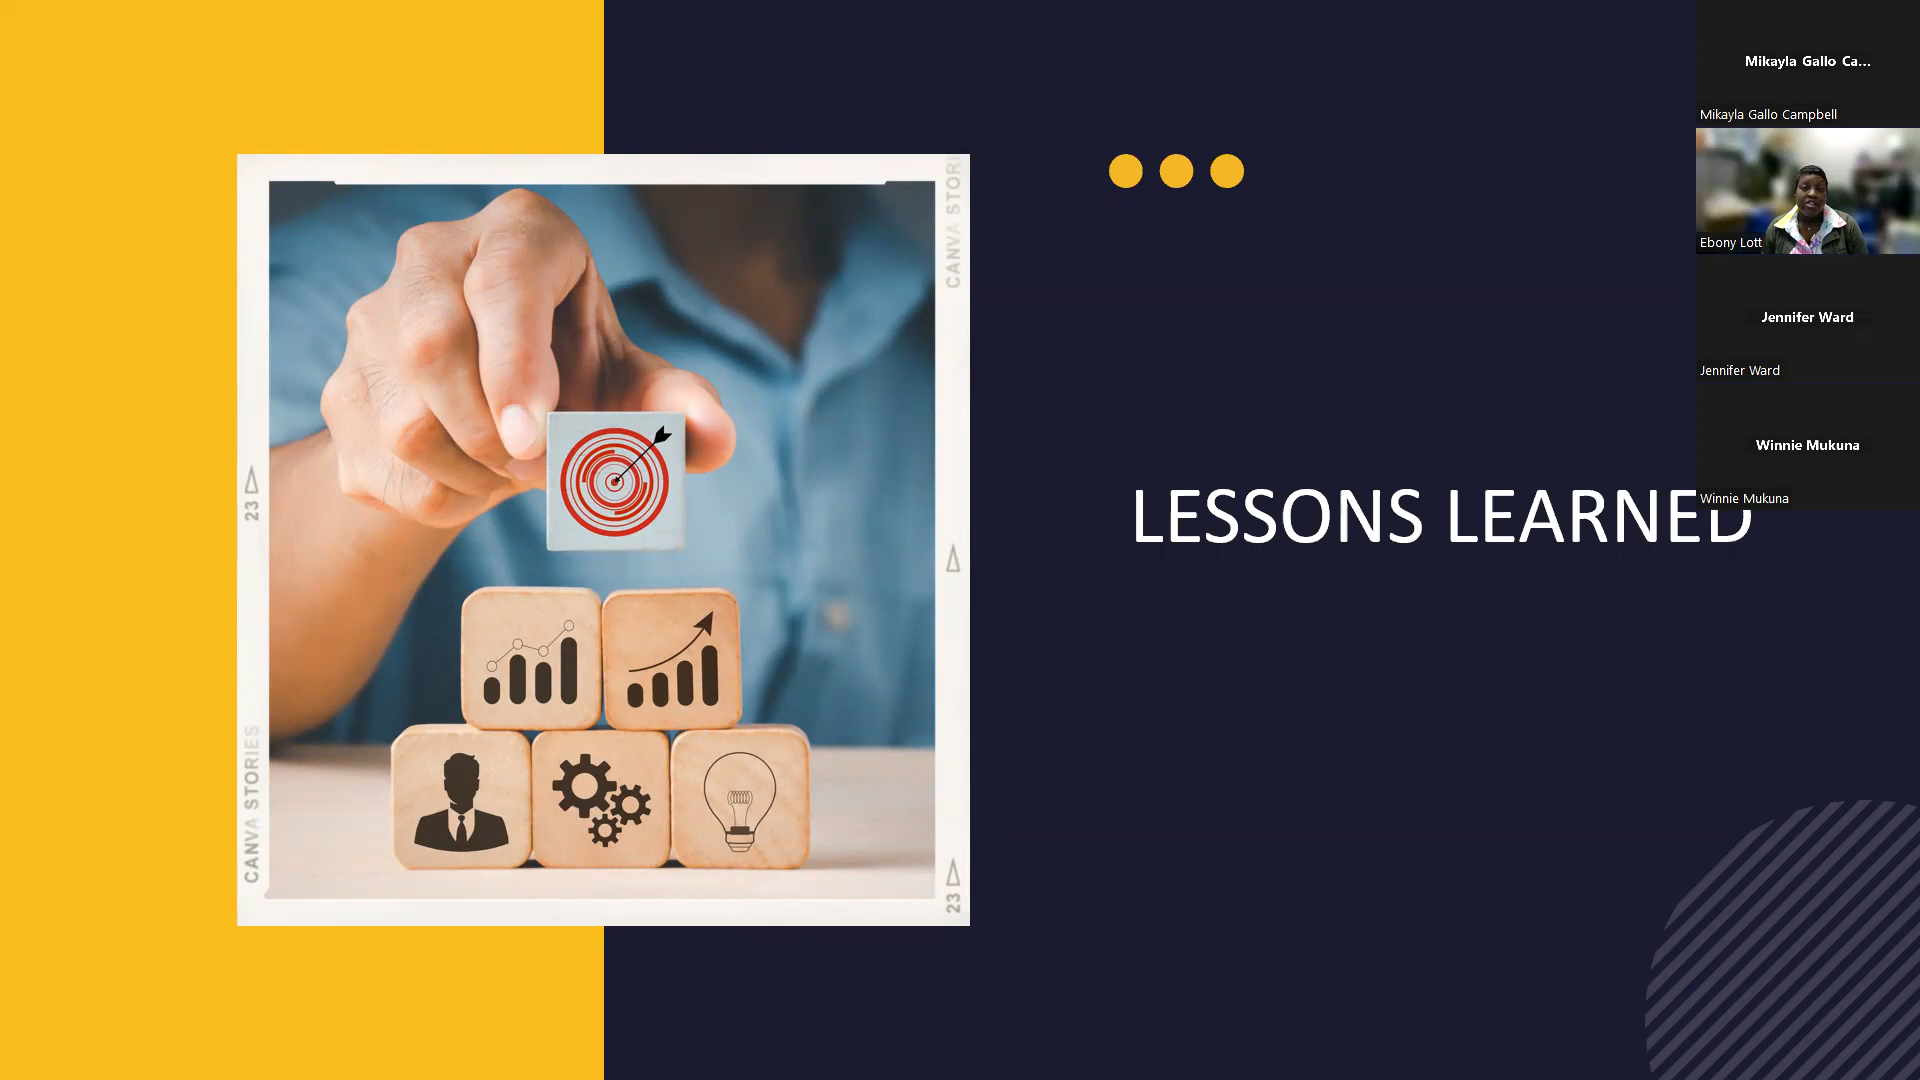 CANVA STORI
23
CANVA STORIES
23
LESSONS LEARNED
Mikayla Gallo Ca...
Mikayla Gallo Campbell
Ebony Lott
Jennifer Ward
Jennifer Ward
Winnie Mukuna
Winnie Mukuna